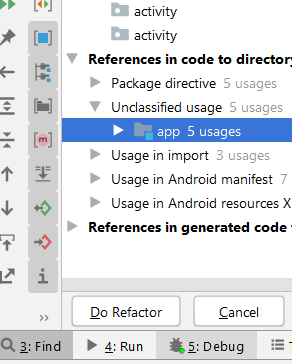 activity
activity
References in code to directory
Package directive 5 usages
Unclassified usage 5 usages
app 5 usages
Usage in import 3 usages
Usage in Android manifest 7
Usage in Android resources X
References in generated code
Do Refactor Cancel
3: Find 4: Run 5: Debug